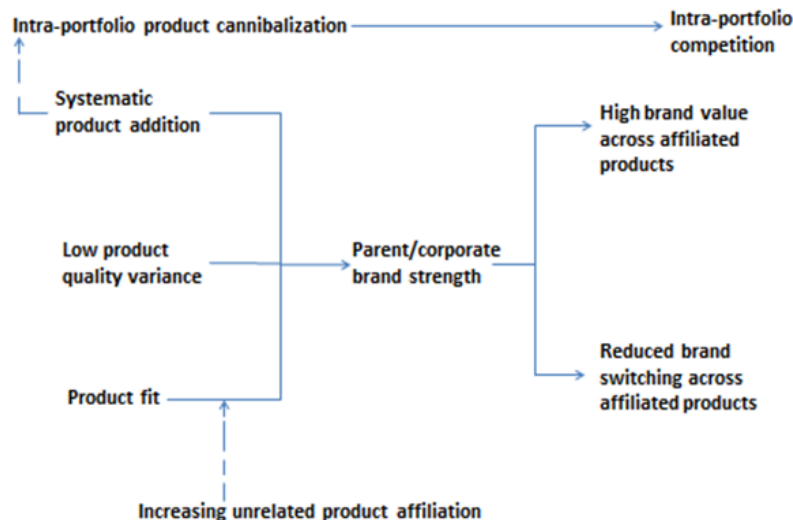 Intra-portfolio product cannibalization
Intra-portfolio
competition
Systematic
product addition
High brand value
across affiliated
products
Low product
quality variance
Parent/corporate
brand strength
Product fit
Reduced brand
switching across
affiliated products
Increasing unrelated product affiliation